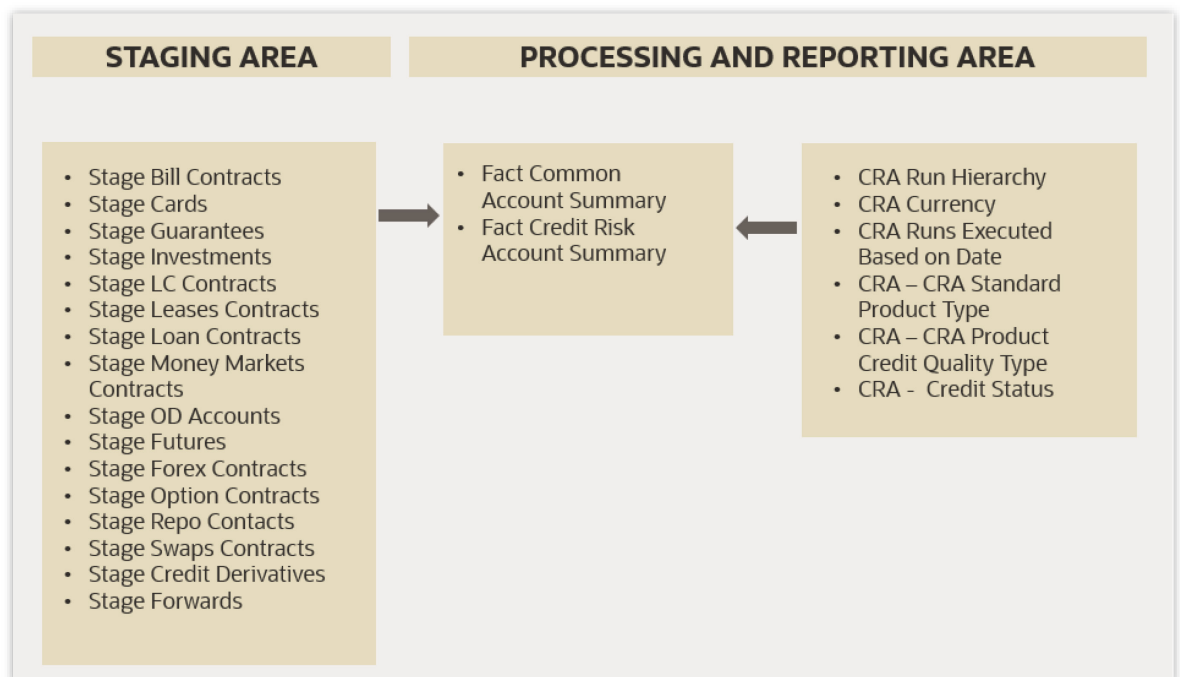 STAGING AREA
PROCESSING AND REPORTING AREA
• Stage Bill Contracts
• Stage Cards
• Stage Guarantees
• Stage Investments
• Stage LC Contracts
• Stage Leases Contracts
• Stage Loan Contracts
• Stage Money Markets
Contracts
• Stage OD Accounts
• Stage Futures
• Stage Forex Contracts
• Stage Option Contracts
• Stage Repo Contacts
• Stage Swaps Contracts
• Stage Credit Derivatives
• Stage Forwards
• Fact Common
Account Summary
• Fact Credit Risk
Account Summary
• CRA Run Hierarchy
• CRA Currency
• CRA Runs Executed
Based on Date
• CRA – CRA Standard
Product Type
• CRA – CRA Product
Credit Quality Type
• CRA - Credit Status